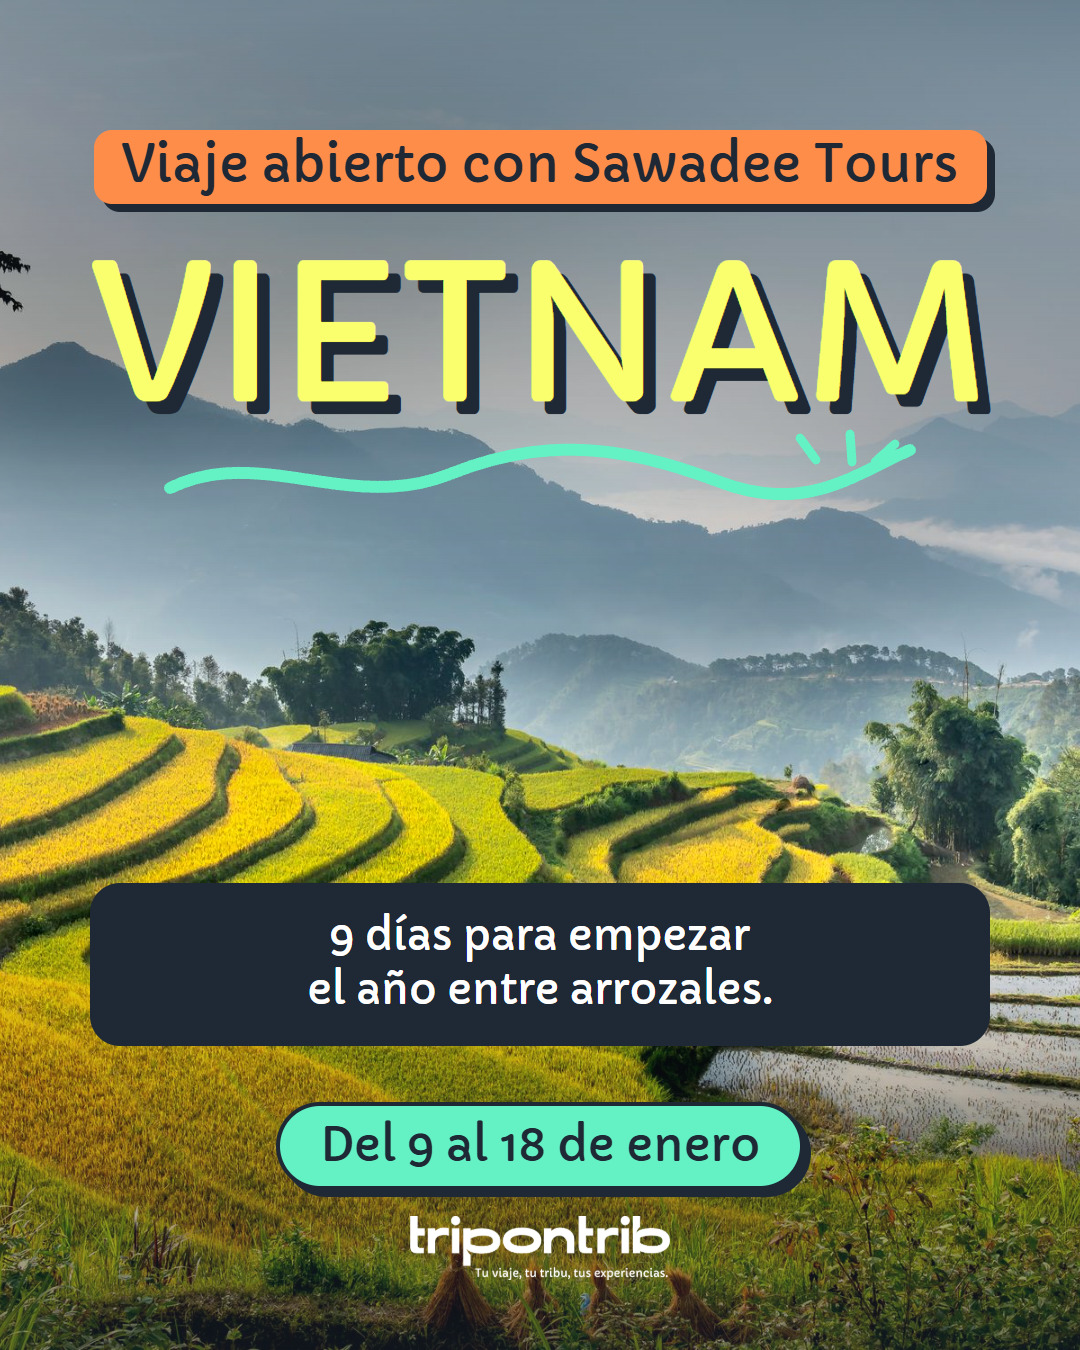 Viaje abierto con Sawadee Tours
VIETNAM
9 días para empezar
el año entre arrozales.
Del 9 al 18 de enero
tripontrib
Tu viaje, tu tribu, tus experiencias.